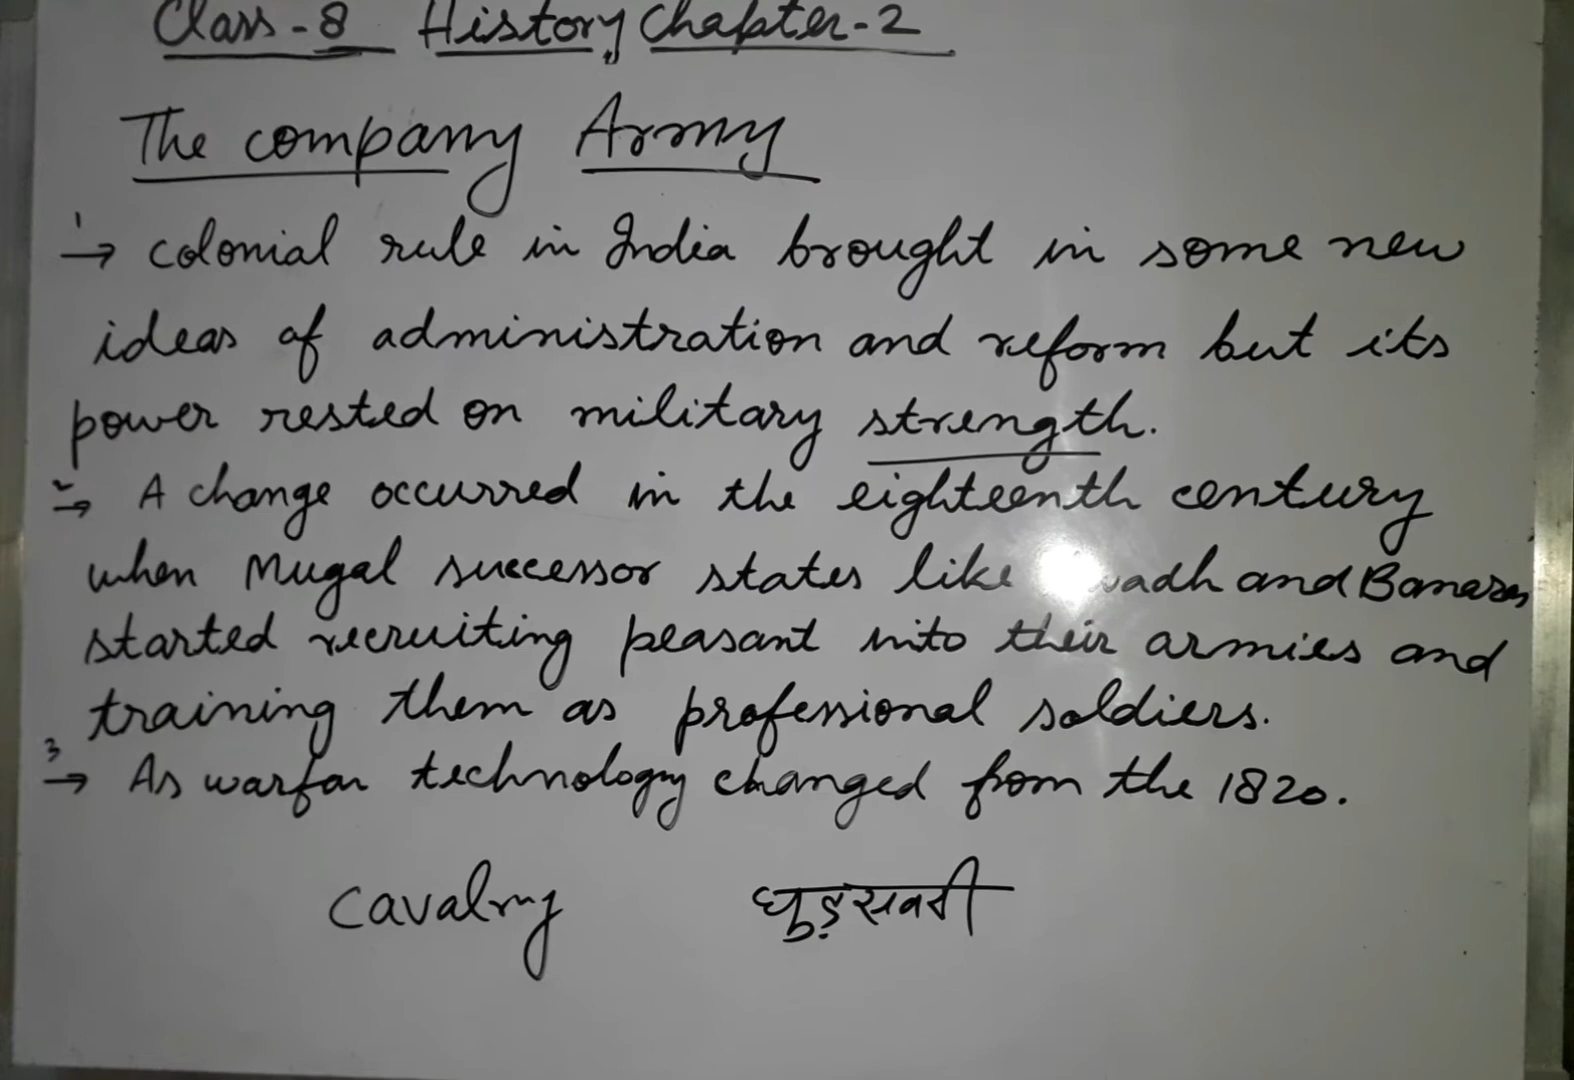 Class-8 History Chapter-2
The company Army
1→ colonial rule in India brought in some new
ideas of administration and reform but its
power rested on military strength.
2→ A change occurred in the eighteenth century
when Mugal successor states like and Banaras
started recruiting peasant into their armies and
training them as professional soldiers.
3→ As warfar technology changed from the 1820.
Cavalry घुड़सवारी